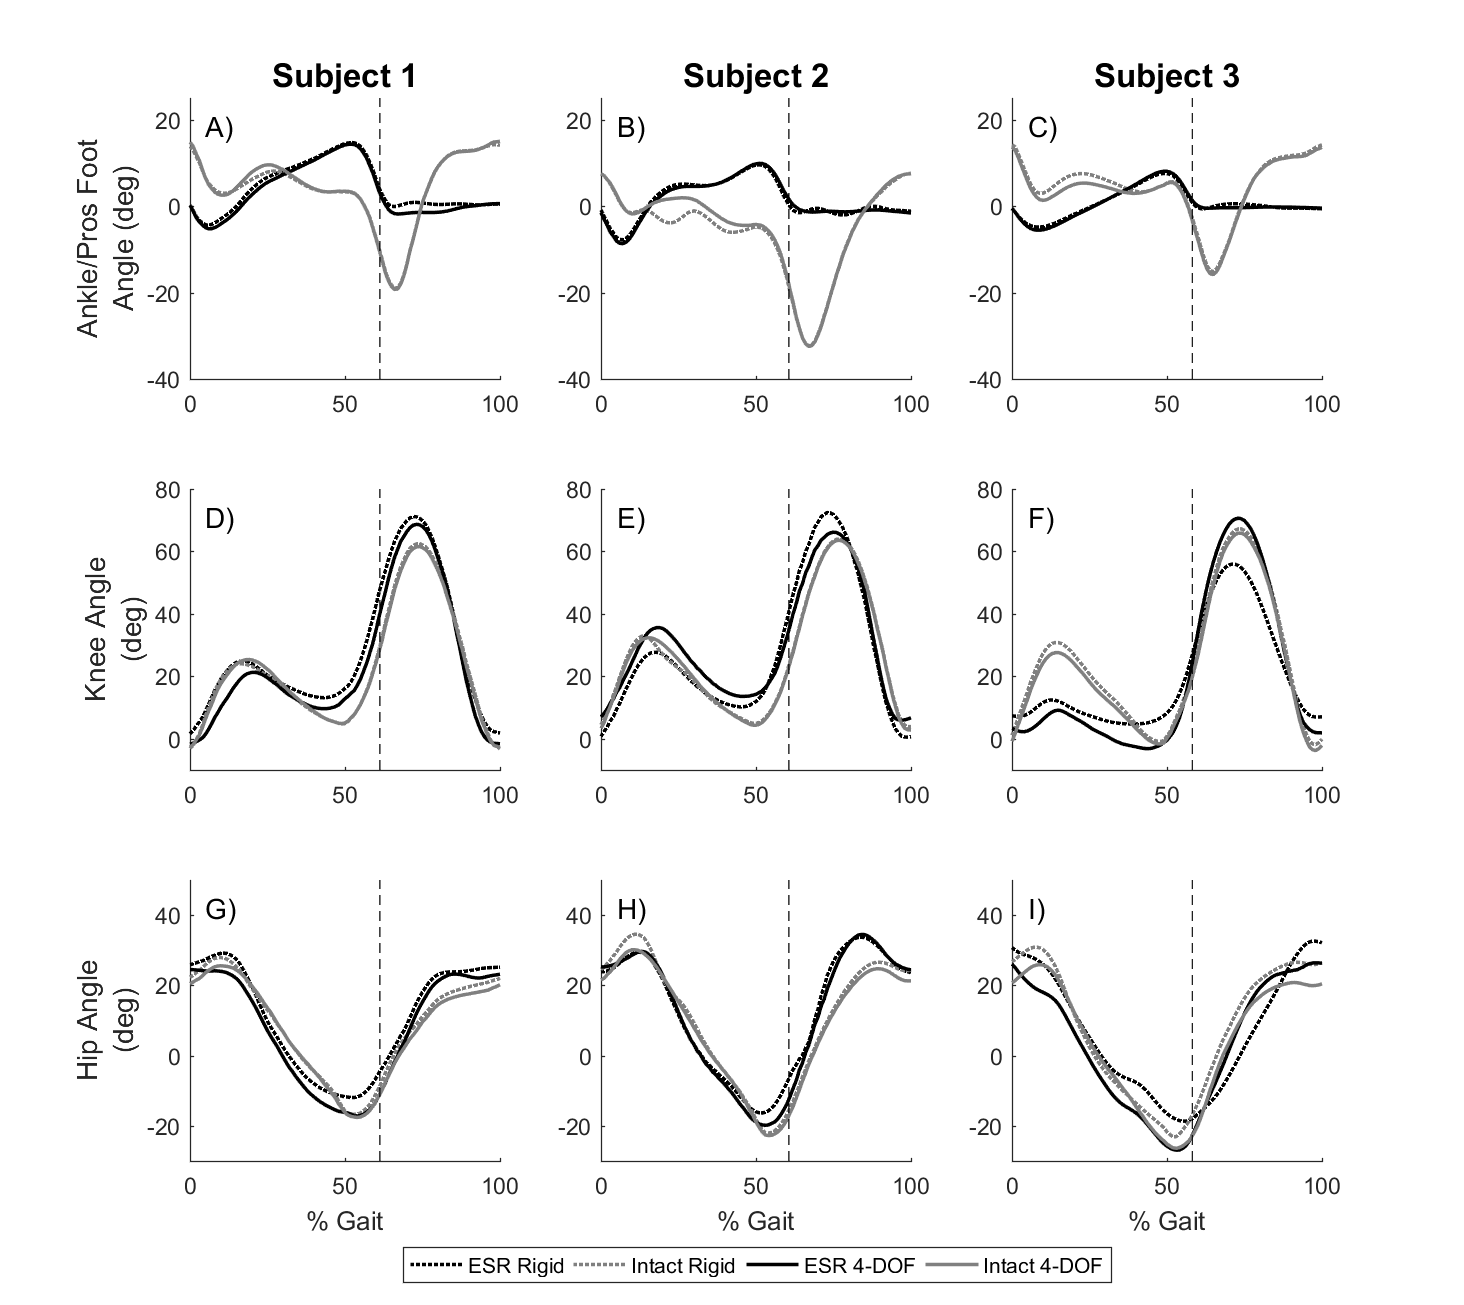 Subject 1 Subject 2 Subject 3
A) B) C)
Ankle/Pros Foot
Angle (deg)
20 0 -20 -40 20 0 -20 -40 20 0 -20 -40
0 50 100 0 50 100 0 50 100
D) E) F)
Knee Angle
(deg)
80 60 40 20 0 80 60 40 20 0 80 60 40 20 0
0 50 100 0 50 100 0 50 100
G) H) I)
Hip Angle
(deg)
40 20 0 -20 40 20 0 -20 40 20 0 -20
0 50 100 0 50 100 0 50 100
% Gait % Gait % Gait
ESR Rigid Intact Rigid ESR 4-DOF Intact 4-DOF